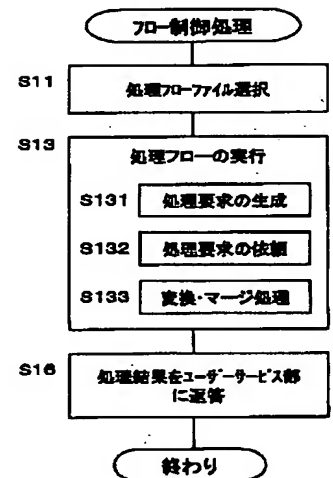 フロー制御処理
S11
処理フローファイル選択
S13
処理フローの実行
S131
処理要求の生成
S132
処理要求の依頼
S133
変換・マージ処理
S16
処理結果をユーザーサービス部
に返答
終わり